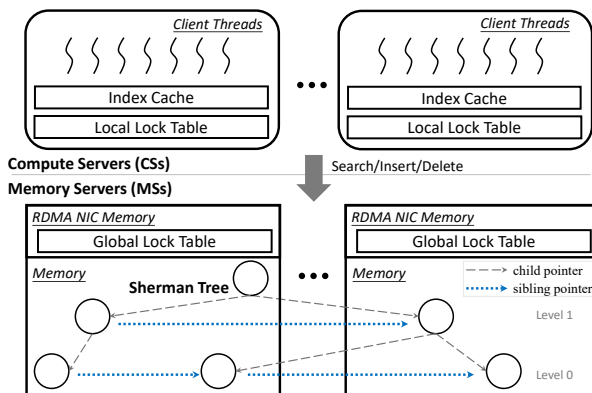 Client Threads
Client Threads
Index Cache
Index Cache
Local Lock Table
Local Lock Table
Compute Servers (CSs)
Search/Insert/Delete
Memory Servers (MSs)
RDMA NIC Memory
RDMA NIC Memory
Global Lock Table
Global Lock Table
Memory
Memory
child pointer
sibling pointer
Sherman Tree
Level 1
Level 0